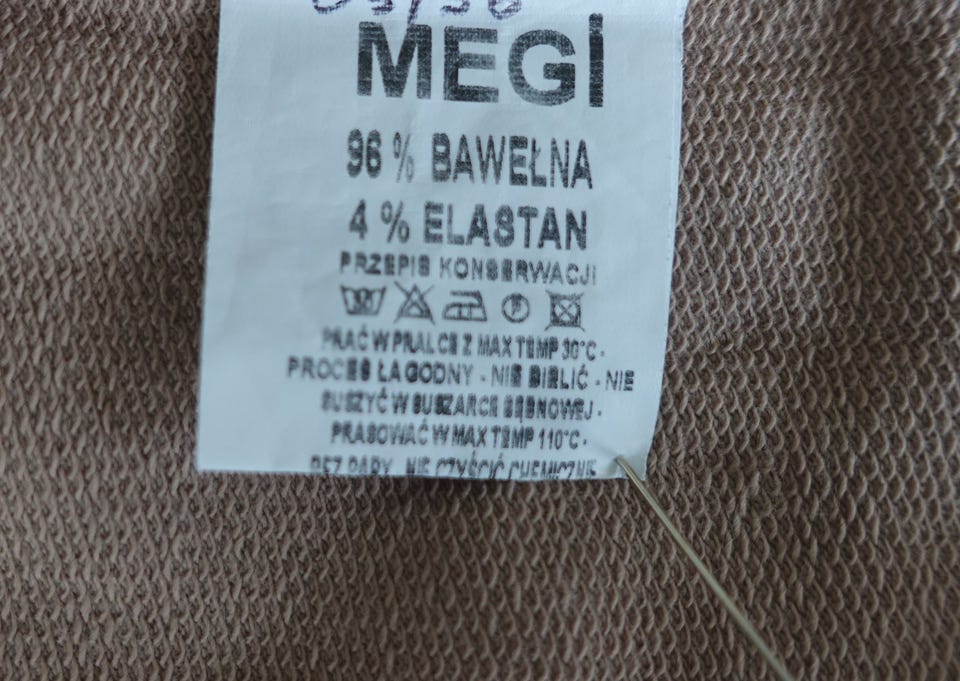 MEGİ
96 % BAWEŁNA
4 % ELASTAN
PRZEPIS KONSERWACJI
PRAĆ W PRALCE Z MAX TEMP 30°C -
PROCES ŁAGODNY - NIE BIELIĆ - NIE
SUSZYĆ W SUSZARCE BĘBNOWEJ -
PRASOWAĆ W MAX TEMP 110°C -
BEZ PARY, NIE CZYŚCIĆ CHEMICZNIE